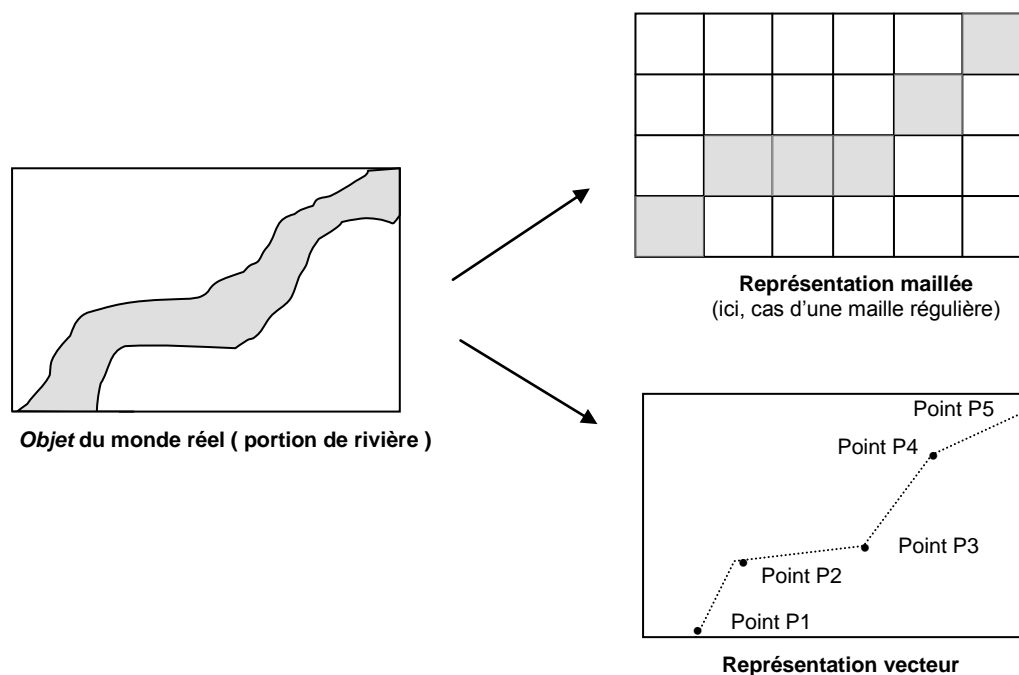 Représentation maillée
(ici, cas d'une maille régulière)
Objet du monde réel ( portion de rivière )
Point P5
Point P4
Point P3
Point P2
Point P1
Représentation vecteur